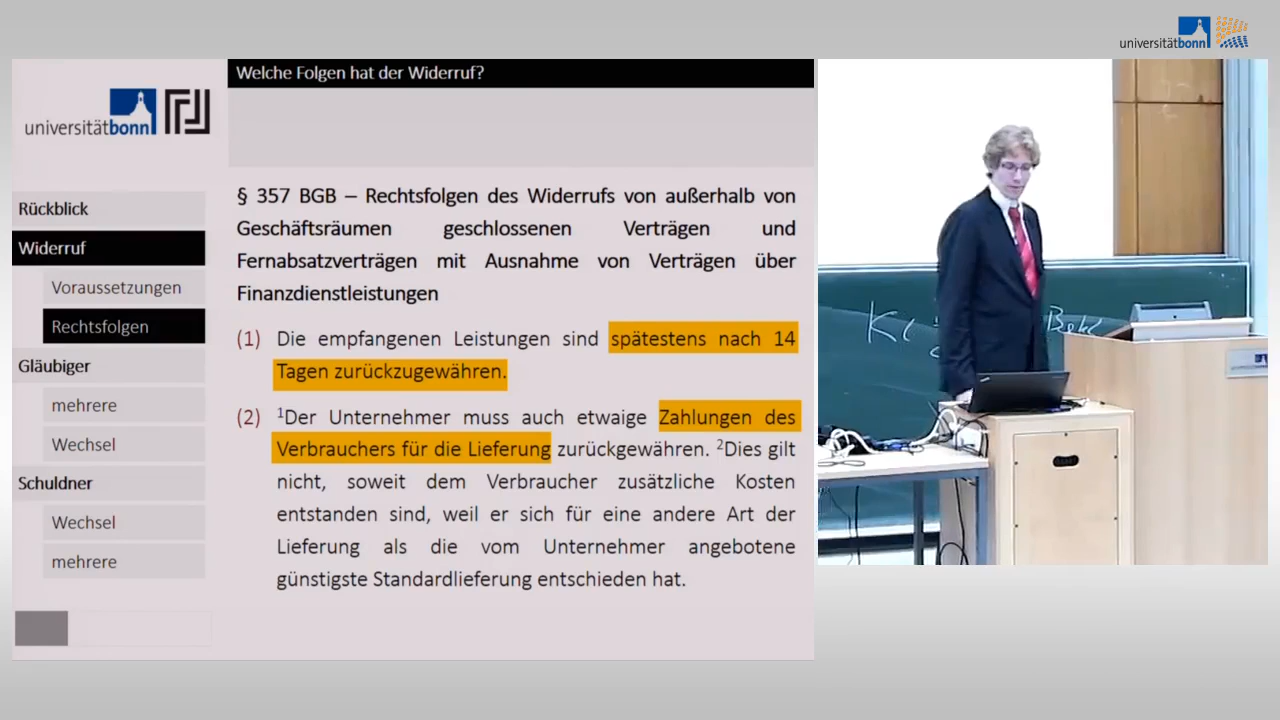 universitätbonn
Welche Folgen hat der Widerruf?
universitätbonn
Rückblick
Widerruf
Voraussetzungen
Rechtsfolgen
Gläubiger
mehrere
Wechsel
Schuldner
Wechsel
mehrere
§ 357 BGB – Rechtsfolgen des Widerrufs von außerhalb von
Geschäftsräumen geschlossenen Verträgen und
Fernabsatzverträgen mit Ausnahme von Verträgen über
Finanzdienstleistungen
(1) Die empfangenen Leistungen sind spätestens nach 14
Tagen zurückzugewähren.
(2) ¹Der Unternehmer muss auch etwaige Zahlungen des
Verbrauchers für die Lieferung zurückgewähren. ²Dies gilt
nicht, soweit dem Verbraucher zusätzliche Kosten
entstanden sind, weil er sich für eine andere Art der
Lieferung als die vom Unternehmer angebotene
günstigste Standardlieferung entschieden hat.